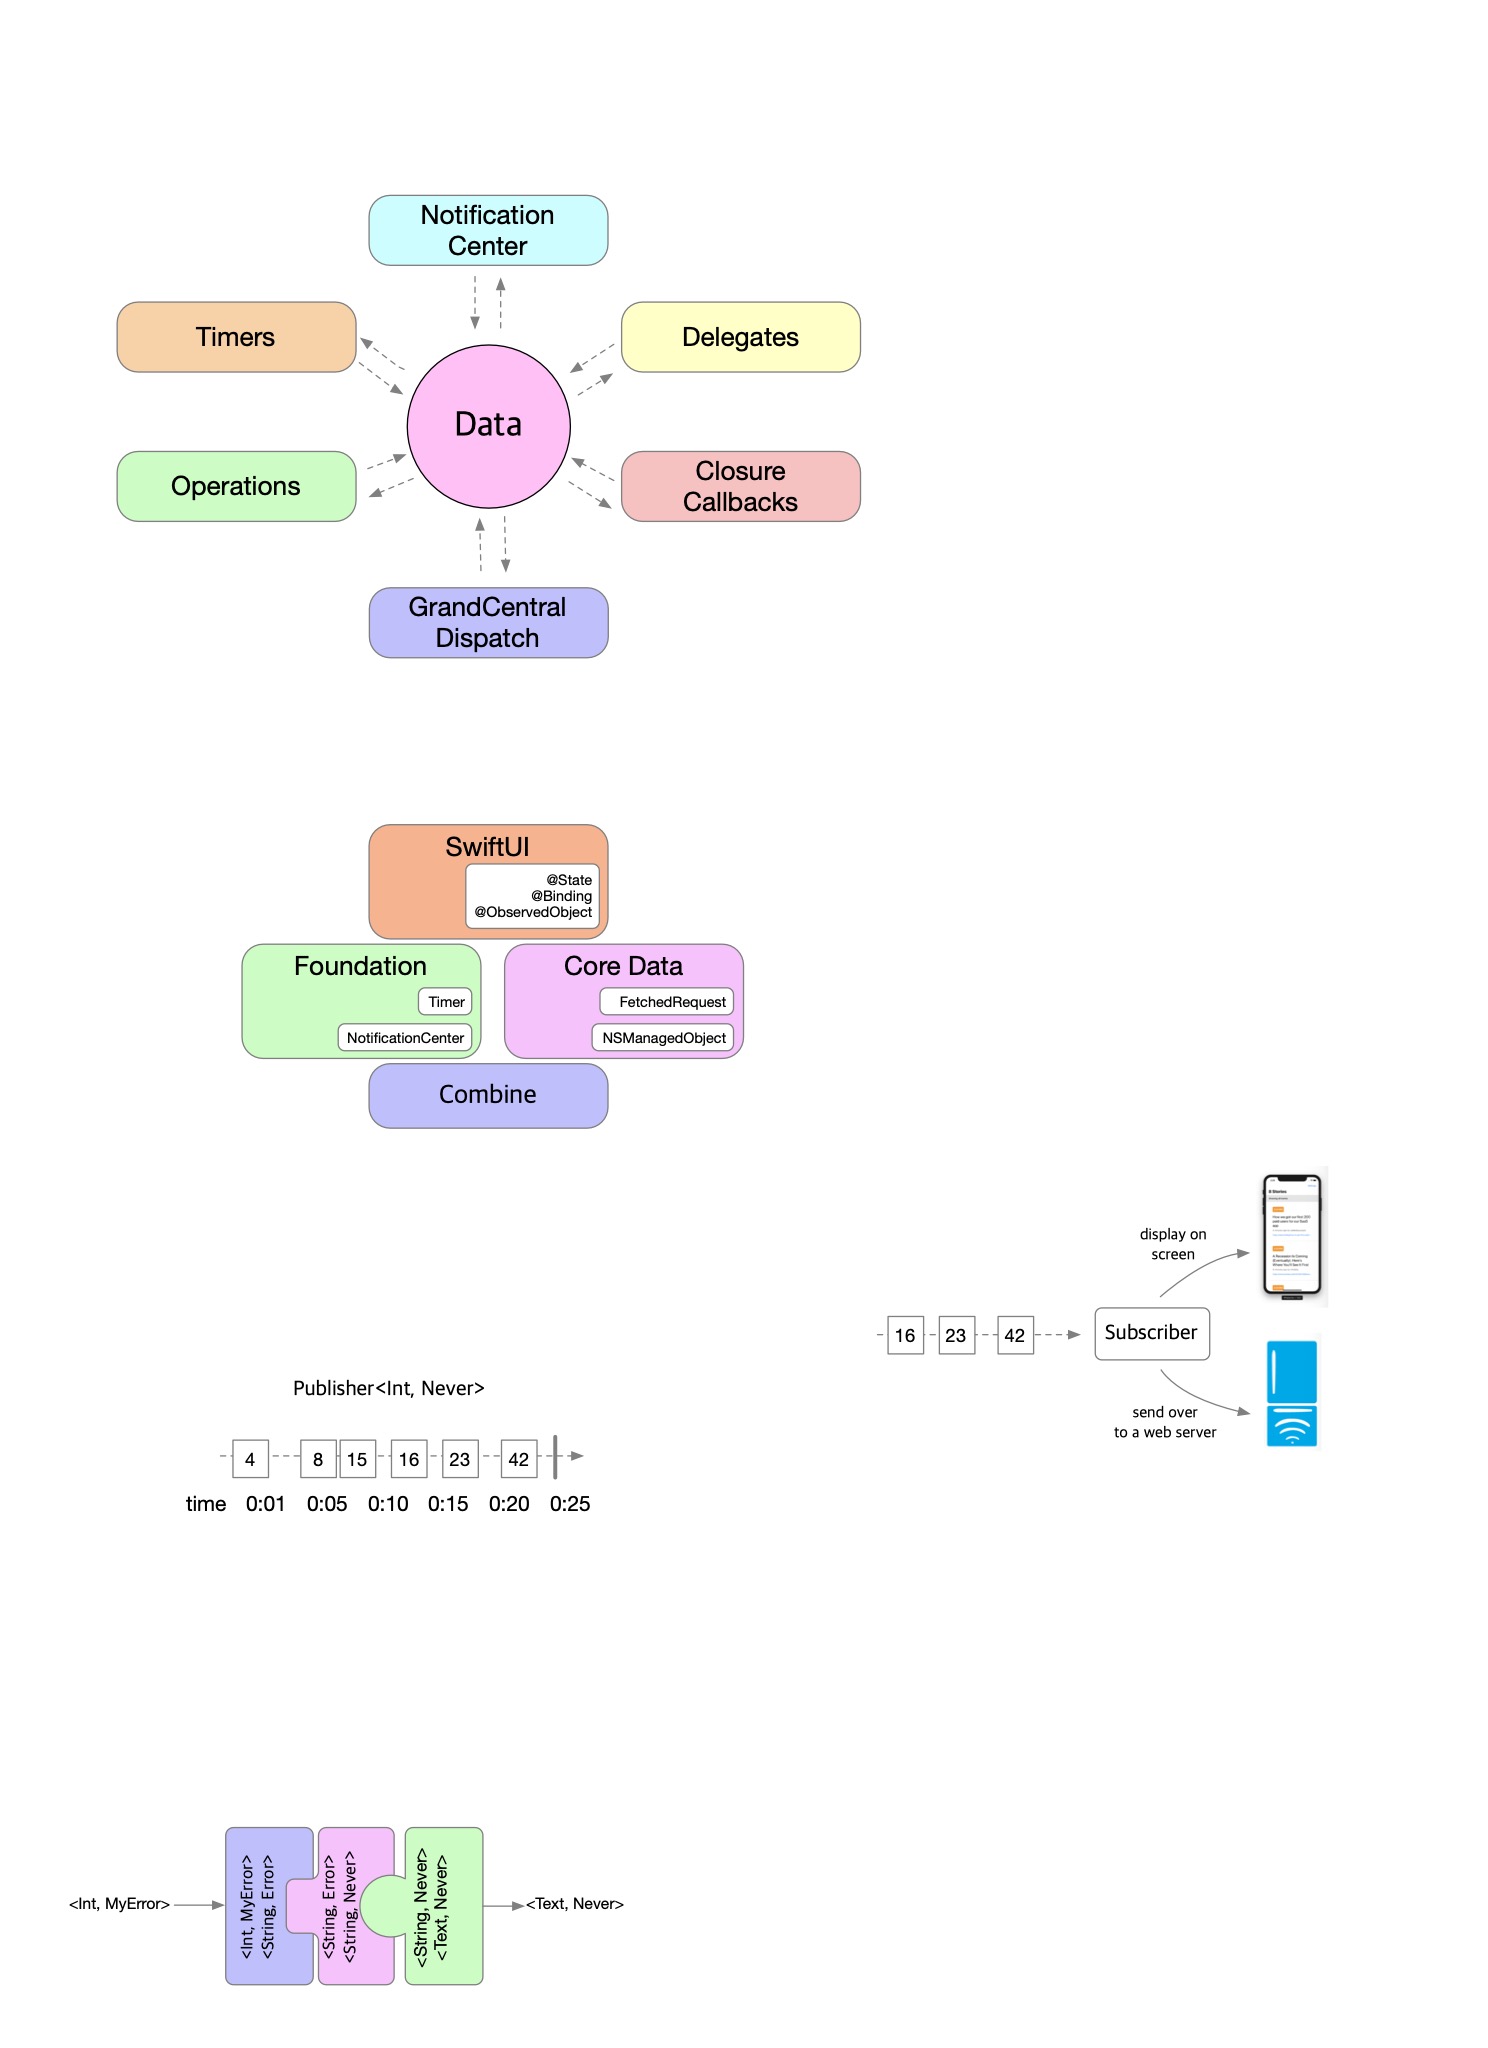 Notification
Center
Timers
Delegates
Data
Operations
Closure
Callbacks
GrandCentral
Dispatch
SwiftUI
@State
@Binding
@ObservedObject
Foundation
Timer
NotificationCenter
Core Data
FetchedRequest
NSManagedObject
Combine
display on
screen
16 23 42
Subscriber
send over
to a web server
Publisher<Int, Never>
4 8 15 16 23 42
time 0:01 0:05 0:10 0:15 0:20 0:25
<Int, MyError>
<Int, MyError>
<String, Error>
<String, Error>
<String, Never>
<String, Never>
<Text, Never>
<Text, Never>